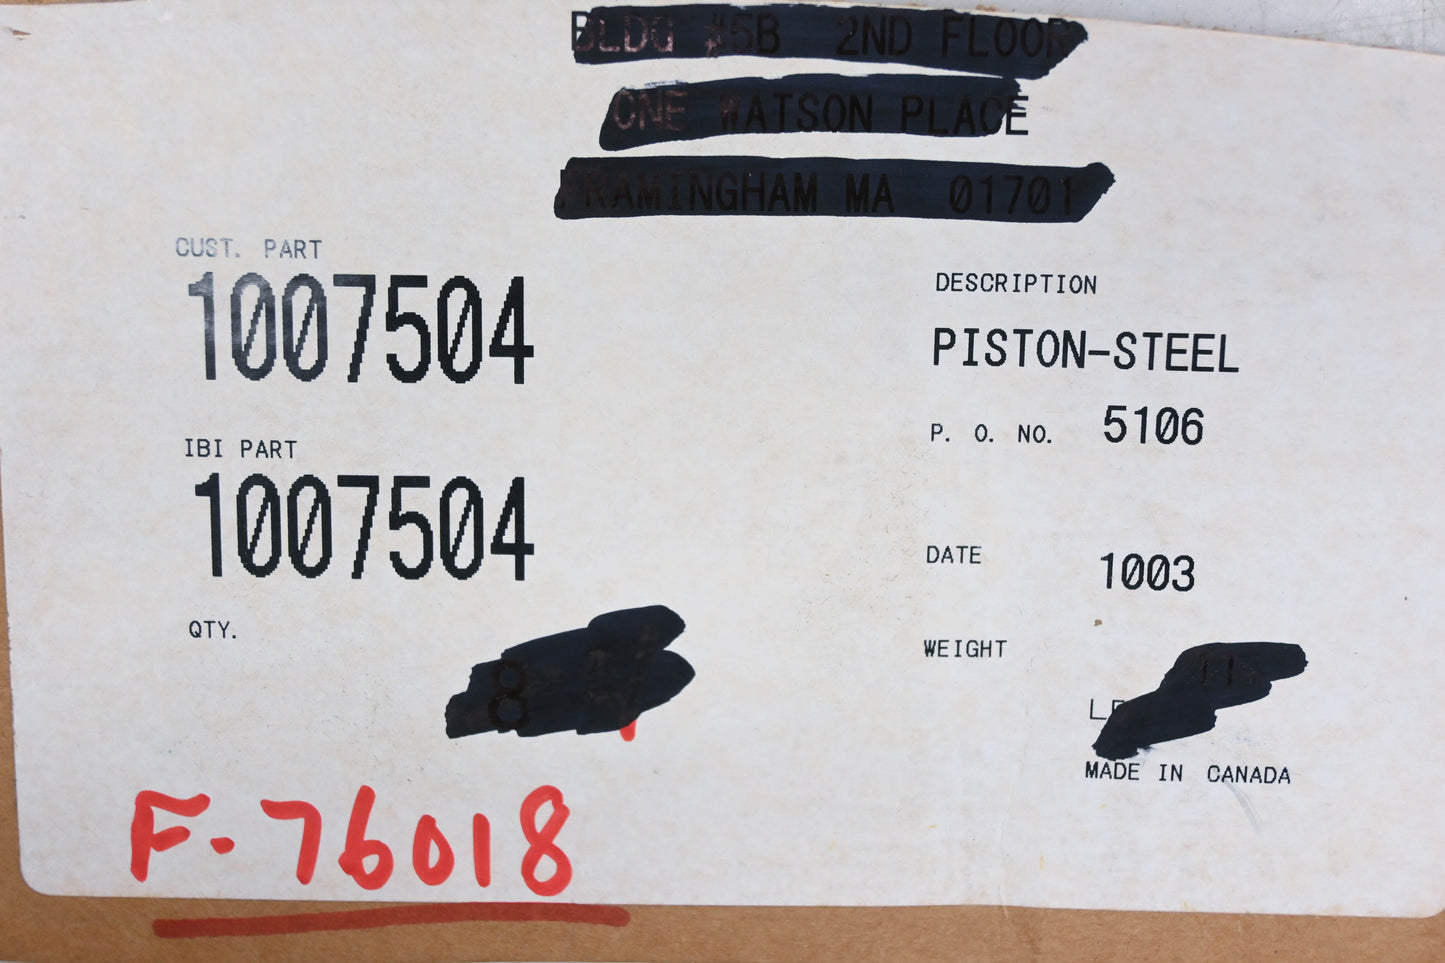 BLDG #5B 2ND FLOOR
ONE WATSON PLACE
FRAMINGHAM MA 01701
CUST. PART
1007504
IBI PART
1007504
QTY.
8
DESCRIPTION
PISTON-STEEL
P. O. NO. 5106
DATE 1003
WEIGHT
MADE IN CANADA
F-76018